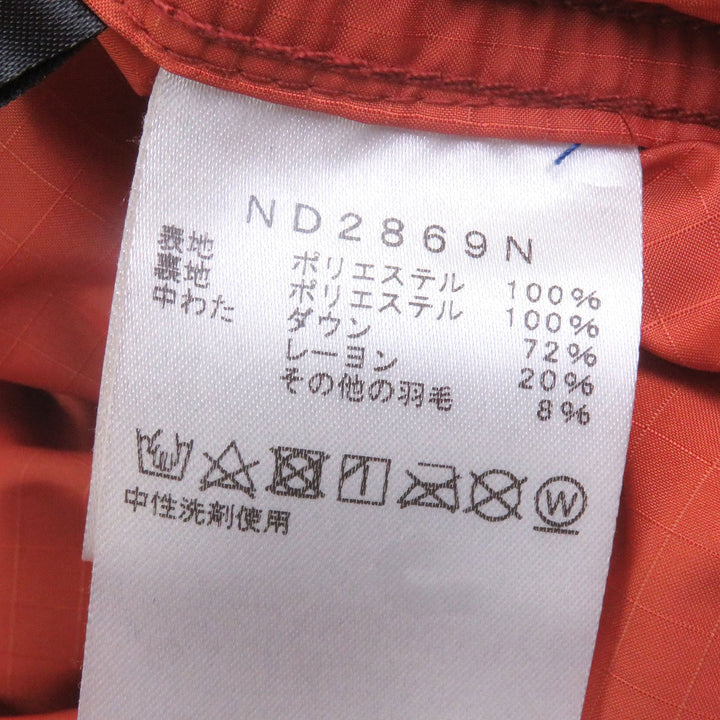 ND2869N
表地 ポリエステル 100%
裏地 ポリエステル 100%
中わた ダウン 72%
レーヨン 20%
その他の羽毛 8%
W
中性洗剤使用